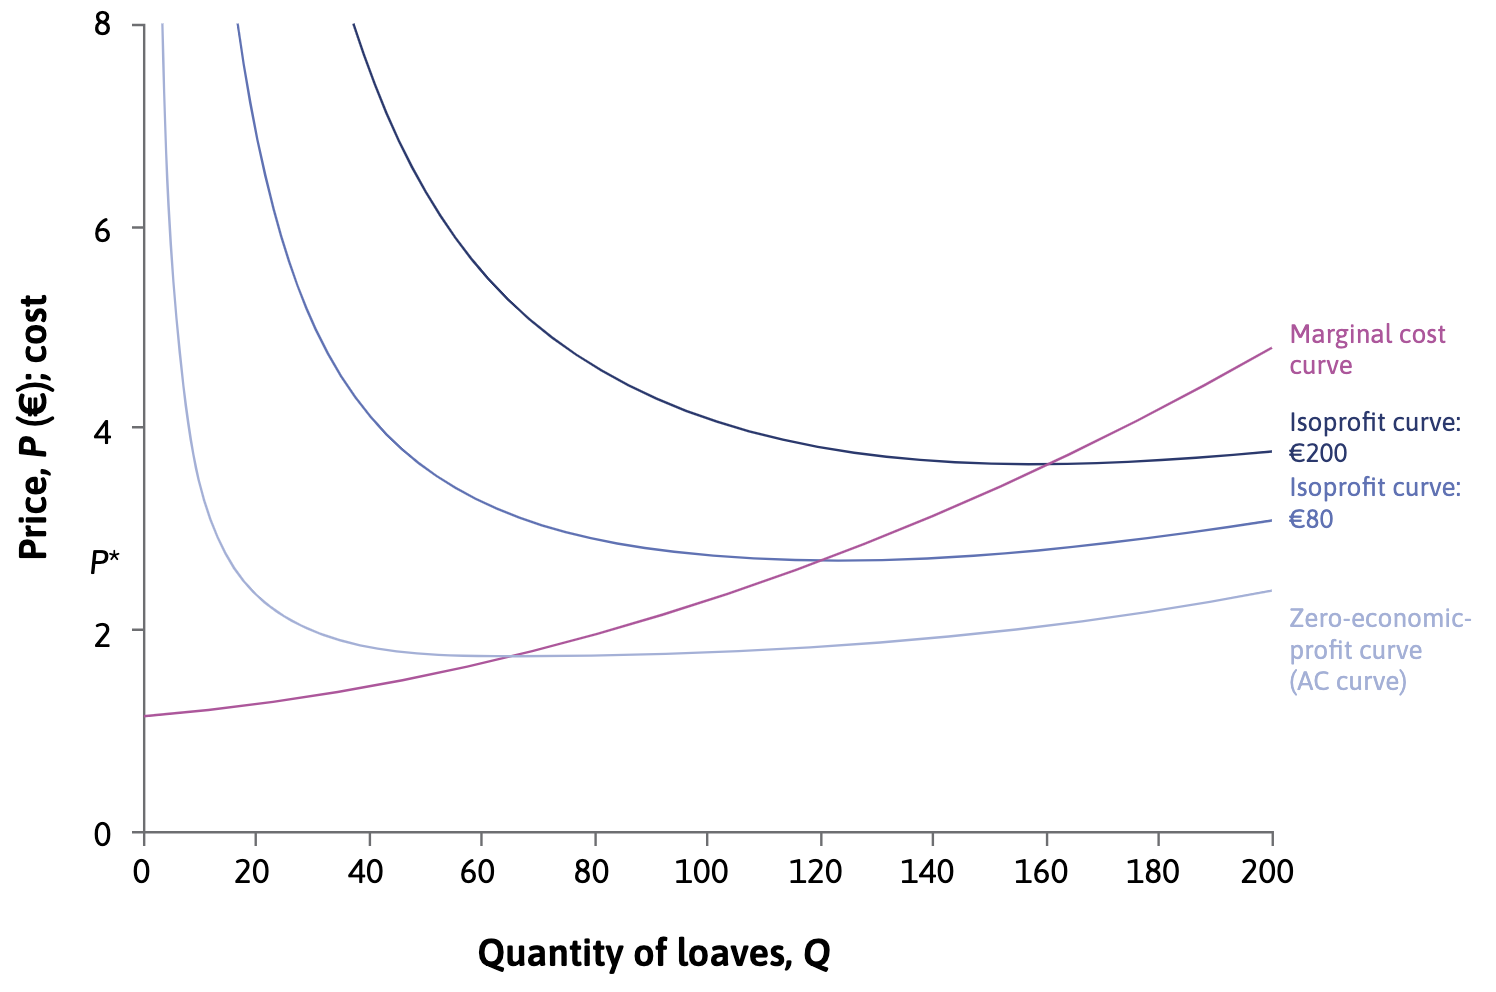 8
6
4
P*
2
0
0 20 40 60 80 100 120 140 160 180 200
Price, P (€); cost
Quantity of loaves, Q
Marginal cost
curve
Isoprofit curve:
€200
Isoprofit curve:
€80
Zero-economic-
profit curve
(AC curve)